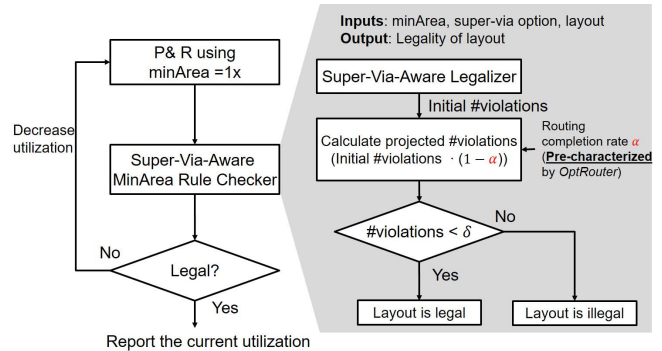 P& R using
minArea =1x
Decrease
utilization
Super-Via-Aware
MinArea Rule Checker
No
Legal?
Yes
Report the current utilization
Inputs: minArea, super-via option, layout
Output: Legality of layout
Super-Via-Aware Legalizer
Initial #violations
Calculate projected #violations
(Initial #violations · (1 − α))
Routing
completion rate α
(Pre-characterized
by OptRouter)
#violations < δ
No
Yes
Layout is legal
Layout is illegal